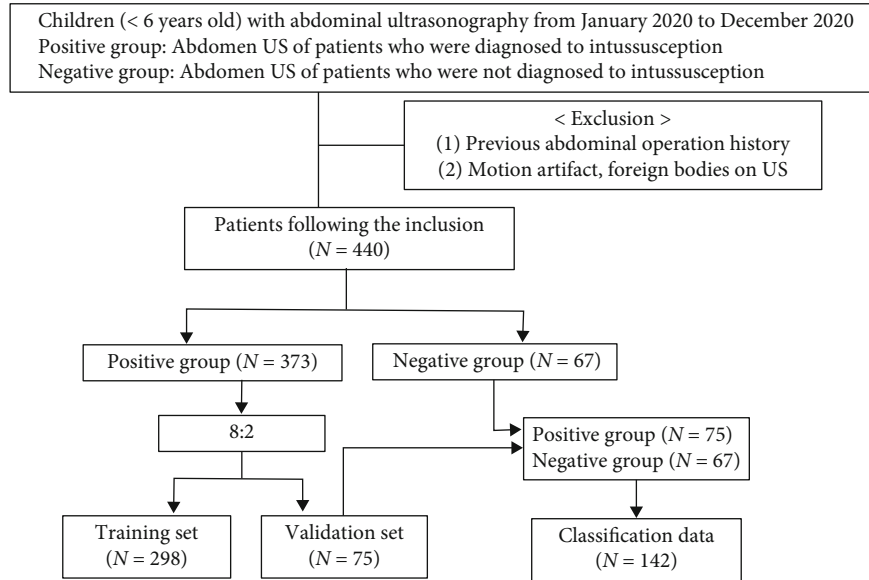 Children (< 6 years old) with abdominal ultrasonography from January 2020 to December 2020
Positive group: Abdomen US of patients who were diagnosed to intussusception
Negative group: Abdomen US of patients who were not diagnosed to intussusception
< Exclusion >
(1) Previous abdominal operation history
(2) Motion artifact, foreign bodies on US
Patients following the inclusion
(N = 440)
Positive group (N = 373)
Negative group (N = 67)
8:2
Positive group (N = 75)
Negative group (N = 67)
Training set
(N = 298)
Validation set
(N = 75)
Classification data
(N = 142)